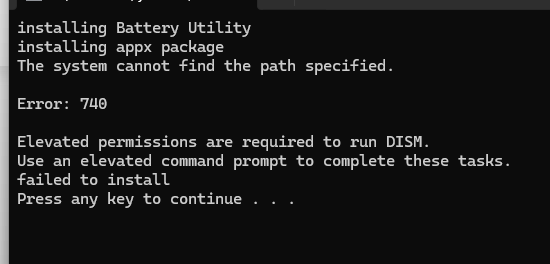 installing Battery Utility
installing appx package
The system cannot find the path specified.
Error: 740
Elevated permissions are required to run DISM.
Use an elevated command prompt to complete these tasks.
failed to install
Press any key to continue . . .